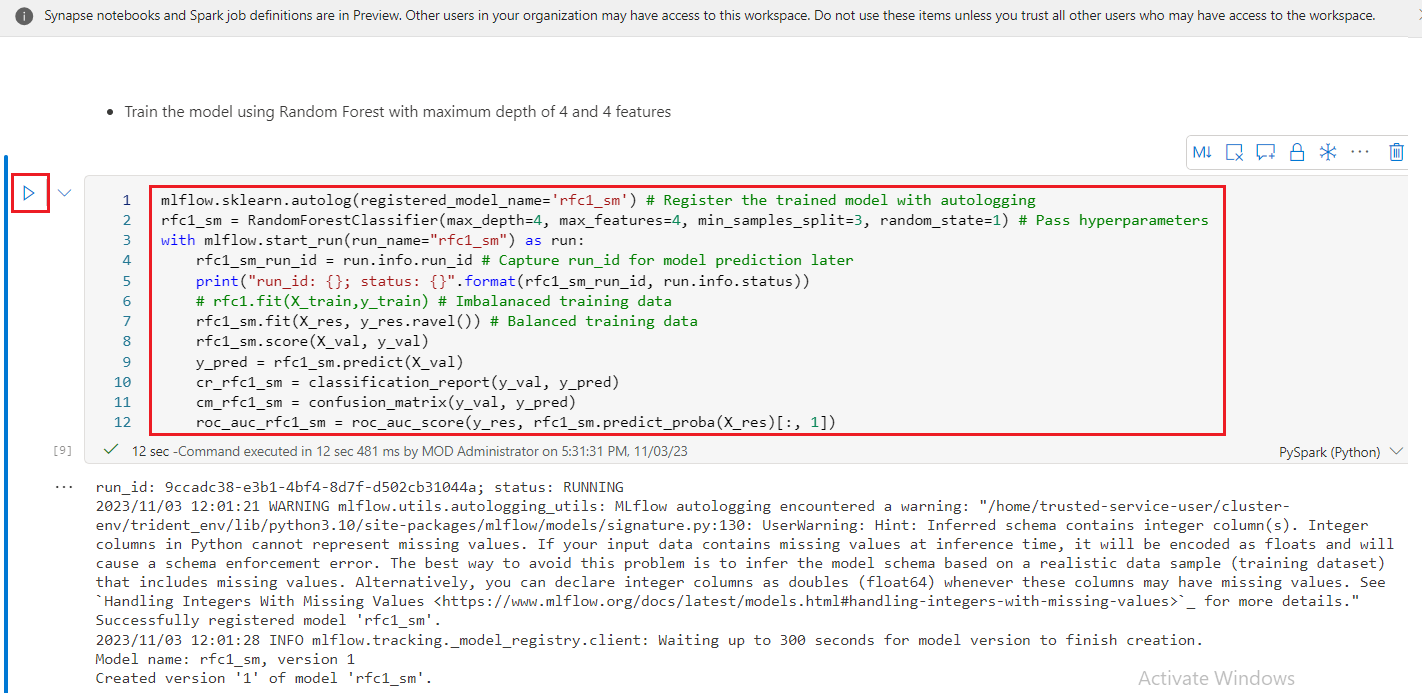 Synapse notebooks and Spark job definitions are in Preview. Other users in your organization may have access to this workspace. Do not use these items unless you trust all other users who may have access to the workspace.
• Train the model using Random Forest with maximum depth of 4 and 4 features
M↓
1 mlflow.sklearn.autolog(registered_model_name='rfc1_sm') # Register the trained model with autologging
2 rfc1_sm = RandomForestClassifier(max_depth=4, max_features=4, min_samples_split=3, random_state=1) # Pass hyperparameters
3 with mlflow.start_run(run_name="rfc1_sm") as run:
4     rfc1_sm_run_id = run.info.run_id # Capture run_id for model prediction later
5     print("run_id: {}; status: {}".format(rfc1_sm_run_id, run.info.status))
6     # rfc1.fit(X_train,y_train) # Imbalanaced training data
7     rfc1_sm.fit(X_res, y_res.ravel()) # Balanced training data
8     rfc1_sm.score(X_val, y_val)
9     y_pred = rfc1_sm.predict(X_val)
10     cr_rfc1_sm = classification_report(y_val, y_pred)
11     cm_rfc1_sm = confusion_matrix(y_val, y_pred)
12     roc_auc_rfc1_sm = roc_auc_score(y_res, rfc1_sm.predict_proba(X_res)[:, 1])
[9] 12 sec -Command executed in 12 sec 481 ms by MOD Administrator on 5:31:31 PM, 11/03/23 PySpark (Python)
run_id: 9ccadc38-e3b1-4bf4-8d7f-d502cb31044a; status: RUNNING
2023/11/03 12:01:21 WARNING mlflow.utils.autologging_utils: MLflow autologging encountered a warning: "/home/trusted-service-user/cluster-
env/trident_env/lib/python3.10/site-packages/mlflow/models/signature.py:130: UserWarning: Hint: Inferred schema contains integer column(s). Integer
columns in Python cannot represent missing values. If your input data contains missing values at inference time, it will be encoded as floats and will
cause a schema enforcement error. The best way to avoid this problem is to infer the model schema based on a realistic data sample (training dataset)
that includes missing values. Alternatively, you can declare integer columns as doubles (float64) whenever these columns may have missing values. See
`Handling Integers With Missing Values <https://www.mlflow.org/docs/latest/models.html#handling-integers-with-missing-values>`_ for more details."
Successfully registered model 'rfc1_sm'.
2023/11/03 12:01:28 INFO mlflow.tracking._model_registry.client: Waiting up to 300 seconds for model version to finish creation.
Model name: rfc1_sm, version 1
Created version '1' of model 'rfc1_sm'.
Activate Windows